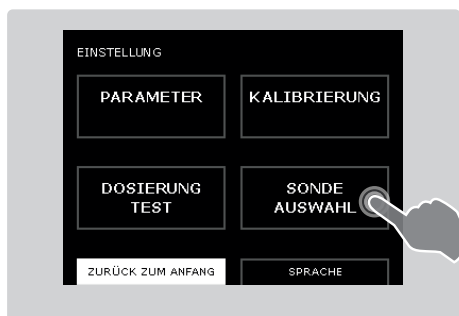 EINSTELLUNG
PARAMETER
KALIBRIERUNG
DOSIERUNG
TEST
SONDE
AUSWAHL
ZURÜCK ZUM ANFANG
SPRACHE